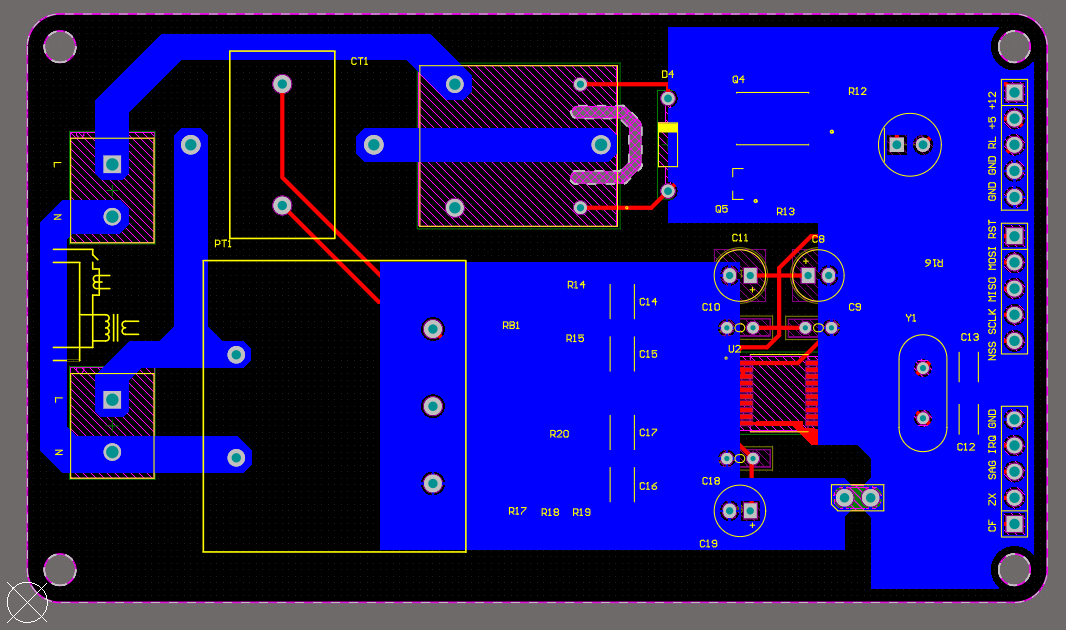 CT1
D4
Q4
R12
+12
+5
RL
GND
GND
L
N
Q5
R13
PT1
C11
C8
RST
MOSI
MISO
SCLK
NSS
R16
R14
C14
C10
C9
RB1
R15
C15
U2
Y1
C13
L
N
R20
C17
C12
GND
IRQ
SAG
ZX
CF
C16
C18
R17
R18
R19
C19
+
+
+